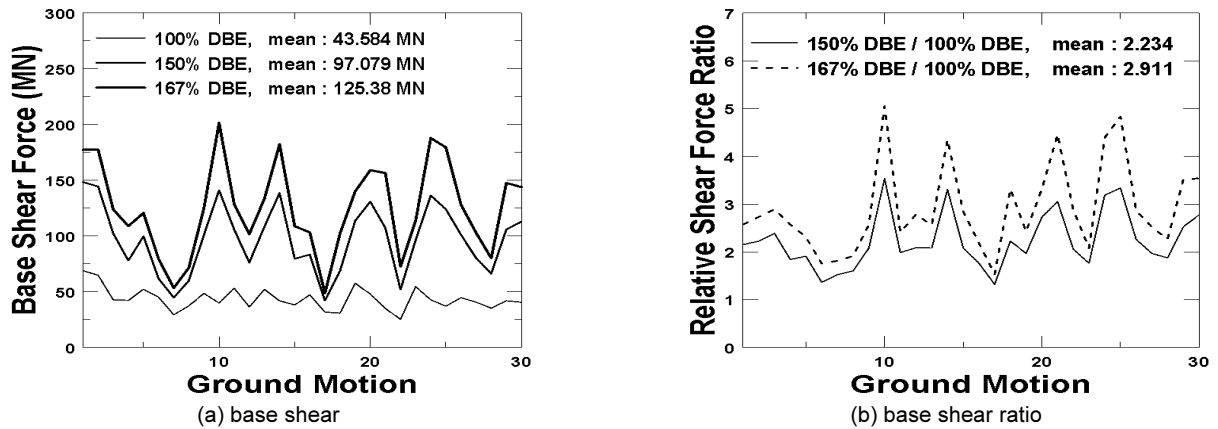 300
250
200
150
100
50
0
Base Shear Force (MN)
100% DBE, mean : 43.584 MN
150% DBE, mean : 97.079 MN
167% DBE, mean : 125.38 MN
10
20
30
Ground Motion
(a) base shear
7
6
5
4
3
2
1
0
Relative Shear Force Ratio
150% DBE / 100% DBE, mean : 2.234
167% DBE / 100% DBE, mean : 2.911
10
20
30
Ground Motion
(b) base shear ratio